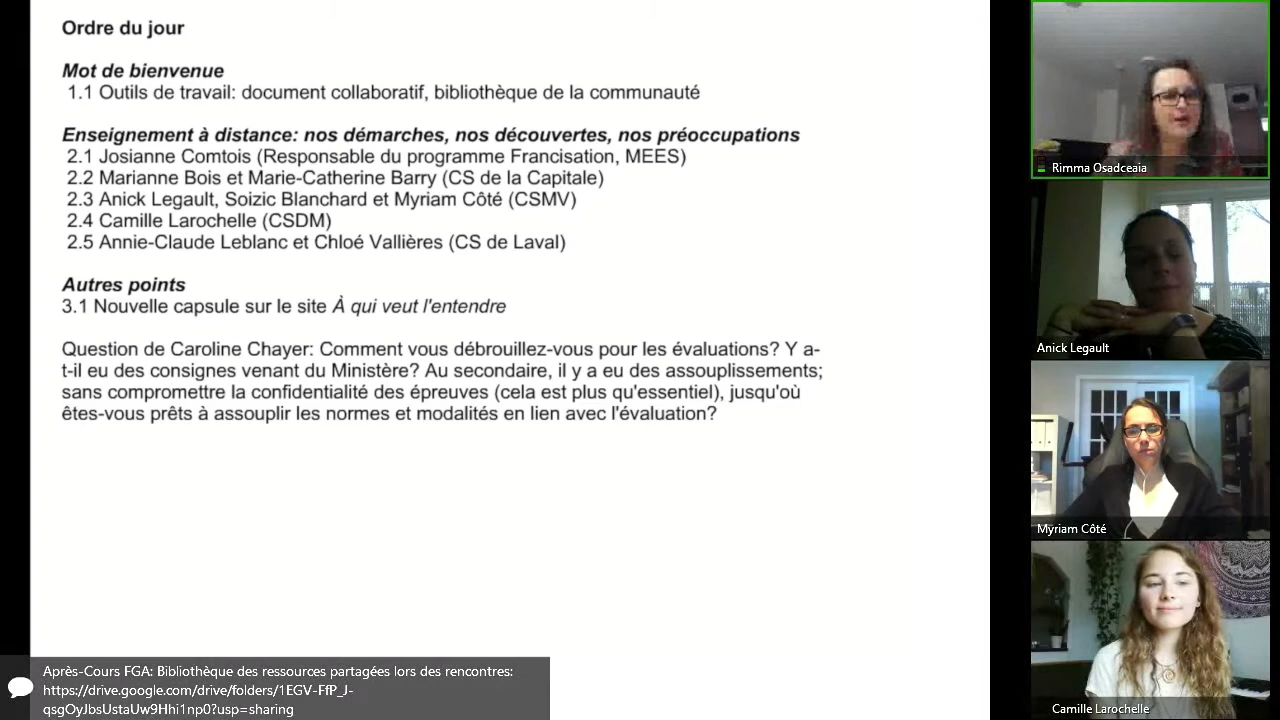 Ordre du jour
Mot de bienvenue
1.1 Outils de travail: document collaboratif, bibliothèque de la communauté
Enseignement à distance: nos démarches, nos découvertes, nos préoccupations
2.1 Josianne Comtois (Responsable du programme Francisation, MEES)
2.2 Marianne Bois et Marie-Catherine Barry (CS de la Capitale)
2.3 Anick Legault, Soizic Blanchard et Myriam Côté (CSMV)
2.4 Camille Larochelle (CSDM)
2.5 Annie-Claude Leblanc et Chloé Vallières (CS de Laval)
Autres points
3.1 Nouvelle capsule sur le site À qui veut l'entendre
Question de Caroline Chayer: Comment vous débrouillez-vous pour les évaluations? Y a-
t-il eu des consignes venant du Ministère? Au secondaire, il y a eu des assouplissements;
sans compromettre la confidentialité des épreuves (cela est plus qu'essentiel), jusqu'où
êtes-vous prêts à assouplir les normes et modalités en lien avec l'évaluation?
Après-Cours FGA: Bibliothèque des ressources partagées lors des rencontres:
https://drive.google.com/drive/folders/1EGV-FfP_J-
qsgOyJbsUstaUw9Hhi1np0?usp=sharing
Rimma Osadceaia
Anick Legault
Myriam Côté
Camille Larochelle